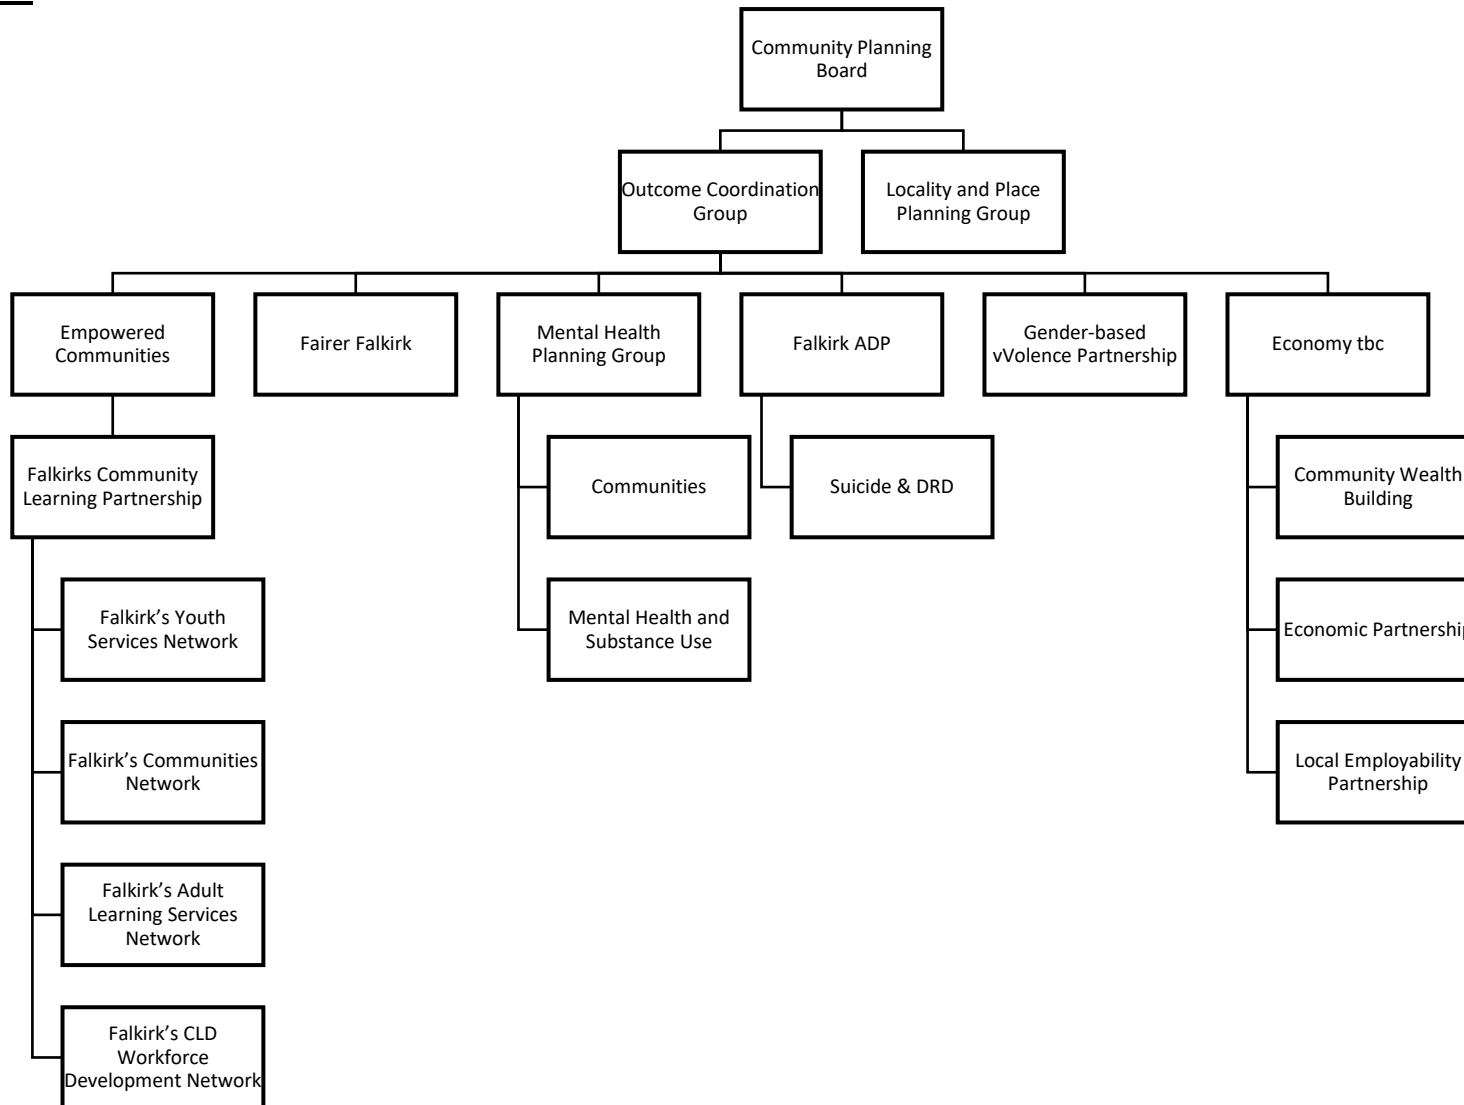 Community Planning
Board
Outcome Coordination
Group
Locality and Place
Planning Group
Empowered
Communities
Fairer Falkirk
Mental Health
Planning Group
Falkirk ADP
Gender-based
vVolence Partnership
Economy tbc
Falkirks Community
Learning Partnership
Communities
Suicide & DRD
Community Wealth
Building
Falkirk’s Youth
Services Network
Mental Health and
Substance Use
Economic Partnership
Falkirk’s Communities
Network
Local Employability
Partnership
Falkirk’s Adult
Learning Services
Network
Falkirk’s CLD
Workforce
Development Network